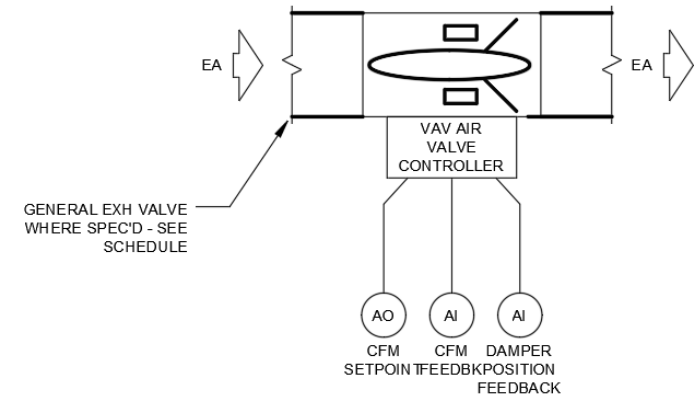 EA
EA
VAV AIR
VALVE
CONTROLLER
GENERAL EXH VALVE
WHERE SPEC'D - SEE
SCHEDULE
AO
AI
AI
CFM
SETPOINT
CFM
FEEDBK
DAMPER
POSITION
FEEDBACK